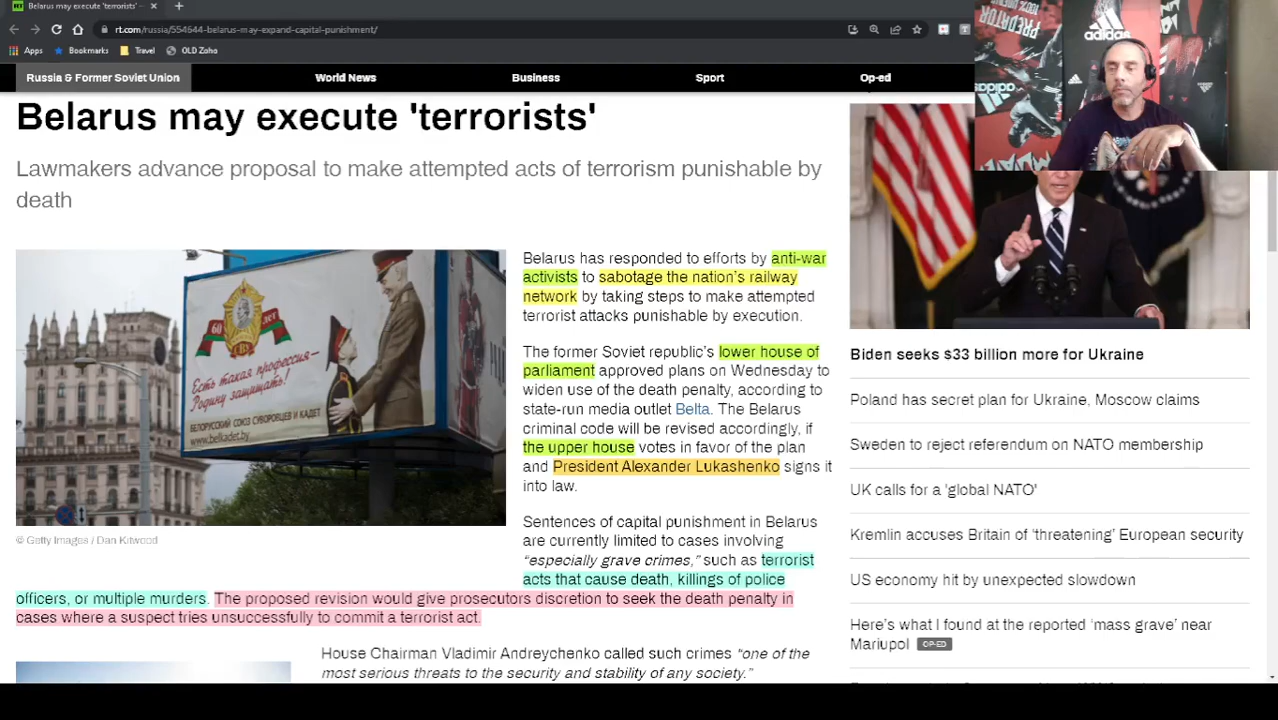 Belarus may execute 'terrorists' –
rt.com/russia/554644-belarus-may-expand-capital-punishment/
Apps Bookmarks Travel OLD Zoho
Russia & Former Soviet Union World News Business Sport Op-ed
Belarus may execute 'terrorists'
Lawmakers advance proposal to make attempted acts of terrorism punishable by
death
60 лет
СВУ
Есть такая профессия—
Родину защищать!
БЕЛОРУССКИЙ СОЮЗ СУВОРОВЦЕВ И КАДЕТ
www.belkadet.by
© Getty Images / Dan Kitwood
Belarus has responded to efforts by anti-war
activists to sabotage the nation's railway
network by taking steps to make attempted
terrorist attacks punishable by execution.
The former Soviet republic's lower house of
parliament approved plans on Wednesday to
widen use of the death penalty, according to
state-run media outlet Belta. The Belarus
criminal code will be revised accordingly, if
the upper house votes in favor of the plan
and President Alexander Lukashenko signs it
into law.
Sentences of capital punishment in Belarus
are currently limited to cases involving
“especially grave crimes,” such as terrorist
acts that cause death, killings of police
officers, or multiple murders. The proposed revision would give prosecutors discretion to seek the death penalty in
cases where a suspect tries unsuccessfully to commit a terrorist act.
House Chairman Vladimir Andreychenko called such crimes “one of the
most serious threats to the security and stability of any society.”
PREDATOR
100% UNFAIR
adidas
adidas
Biden seeks $33 billion more for Ukraine
Poland has secret plan for Ukraine, Moscow claims
Sweden to reject referendum on NATO membership
UK calls for a 'global NATO'
Kremlin accuses Britain of 'threatening' European security
US economy hit by unexpected slowdown
Here's what I found at the reported 'mass grave' near
Mariupol OP-ED